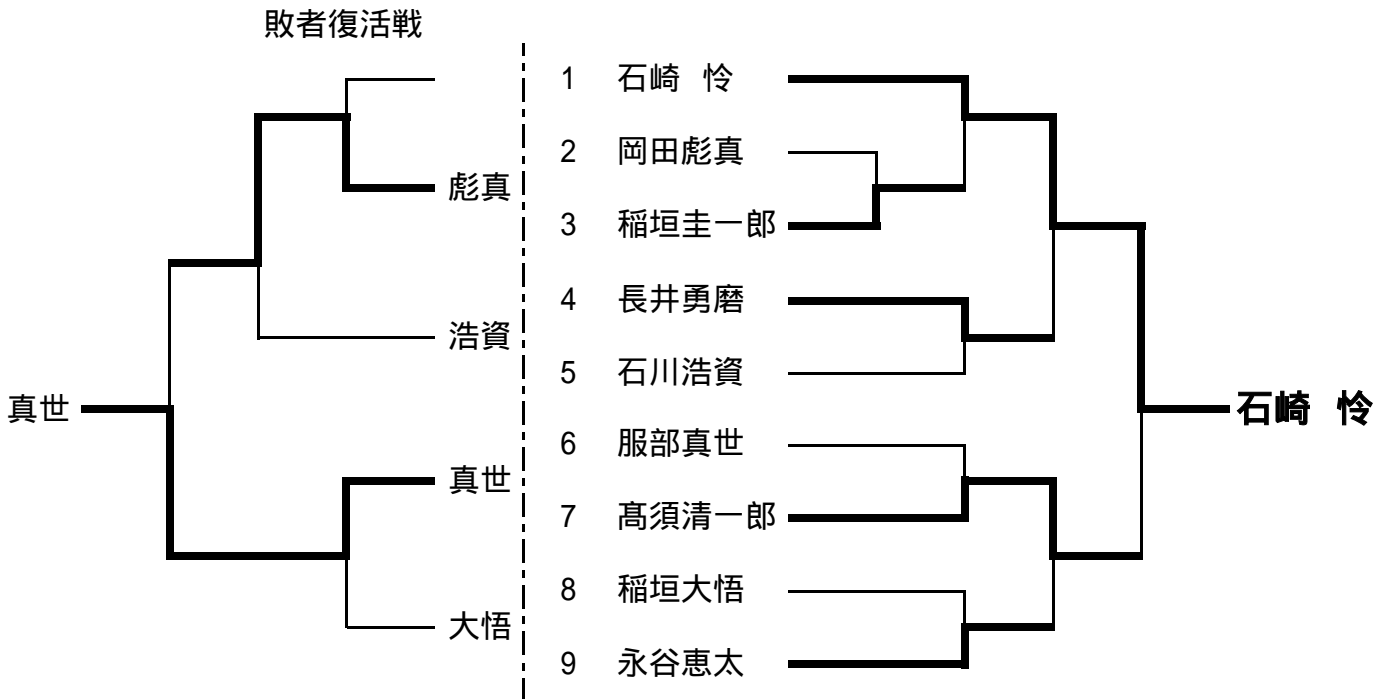 敗者復活戦
1 石崎 怜
2 岡田彪真
彪真
3 稲垣圭一郎
4 長井勇磨
浩資
5 石川浩資
真世
石崎 怜
6 服部真世
真世
7 髙須清一郎
8 稲垣大悟
大悟
9 永谷恵太